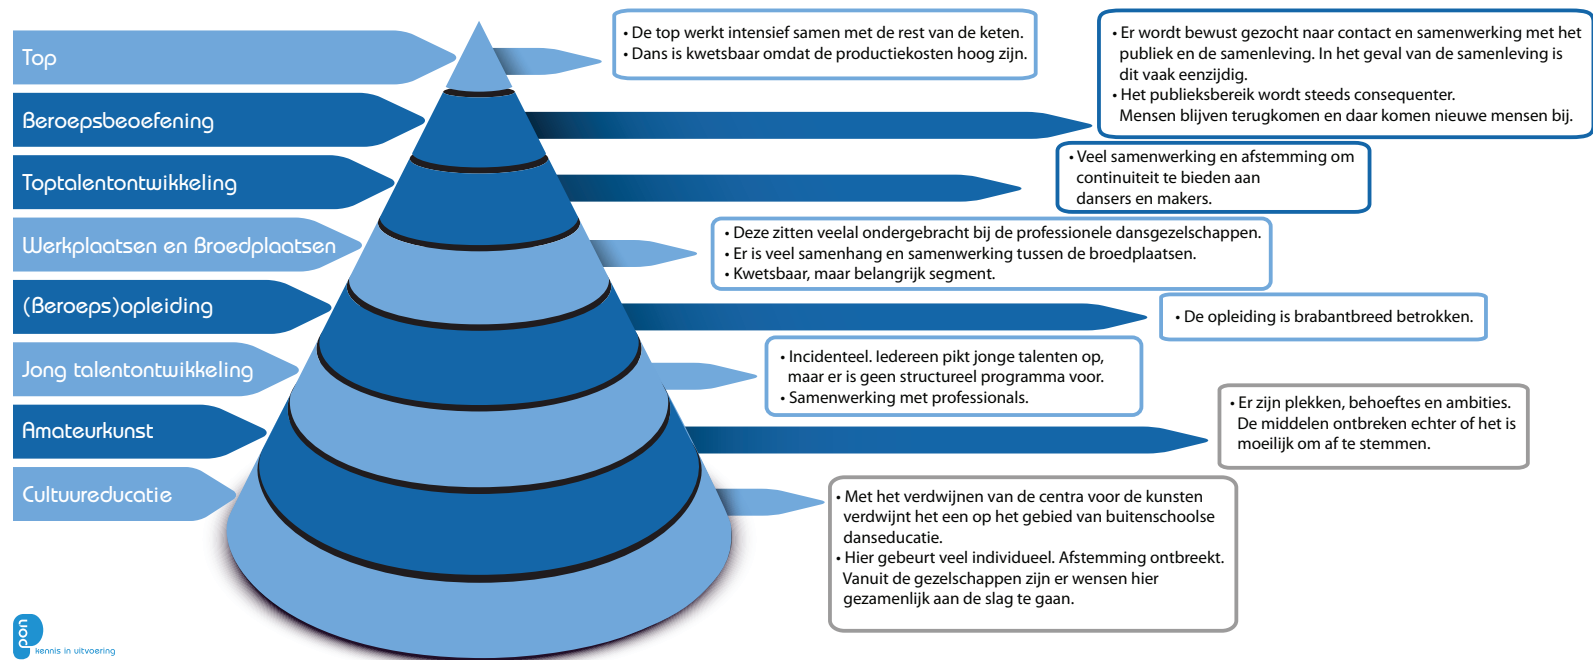 Top
• De top werkt intensief samen met de rest van de keten.
• Dans is kwetsbaar omdat de productiekosten hoog zijn.
Beroepsbeoefening
• Er wordt bewust gezocht naar contact en samenwerking met het
publiek en de samenleving. In het geval van de samenleving is
dit vaak eenzijdig.
• Het publieksbereik wordt steeds consequenter.
Mensen blijven terugkomen en daar komen nieuwe mensen bij.
Toptalentontwikkeling
• Veel samenwerking en afstemming om
continuiteit te bieden aan
dansers en makers.
Werkplaatsen en Broedplaatsen
• Deze zitten veelal ondergebracht bij de professionele dansgezelschappen.
• Er is veel samenhang en samenwerking tussen de broedplaatsen.
• Kwetsbaar, maar belangrijk segment.
(Beroeps)opleiding
• De opleiding is brabantbreed betrokken.
Jong talentontwikkeling
• Incidenteel. Iedereen pikt jonge talenten op,
maar er is geen structureel programma voor.
• Samenwerking met professionals.
Amateurkunst
• Er zijn plekken, behoeftes en ambities.
De middelen ontbreken echter of het is
moeilijk om af te stemmen.
Cultuureducatie
• Met het verdwijnen van de centra voor de kunsten
verdwijnt het een op het gebied van buitenschoolse
danseducatie.
• Hier gebeurt veel individueel. Afstemming ontbreekt.
Vanuit de gezelschappen zijn er wensen hier
gezamenlijk aan de slag te gaan.
pon
kennis in uitvoering